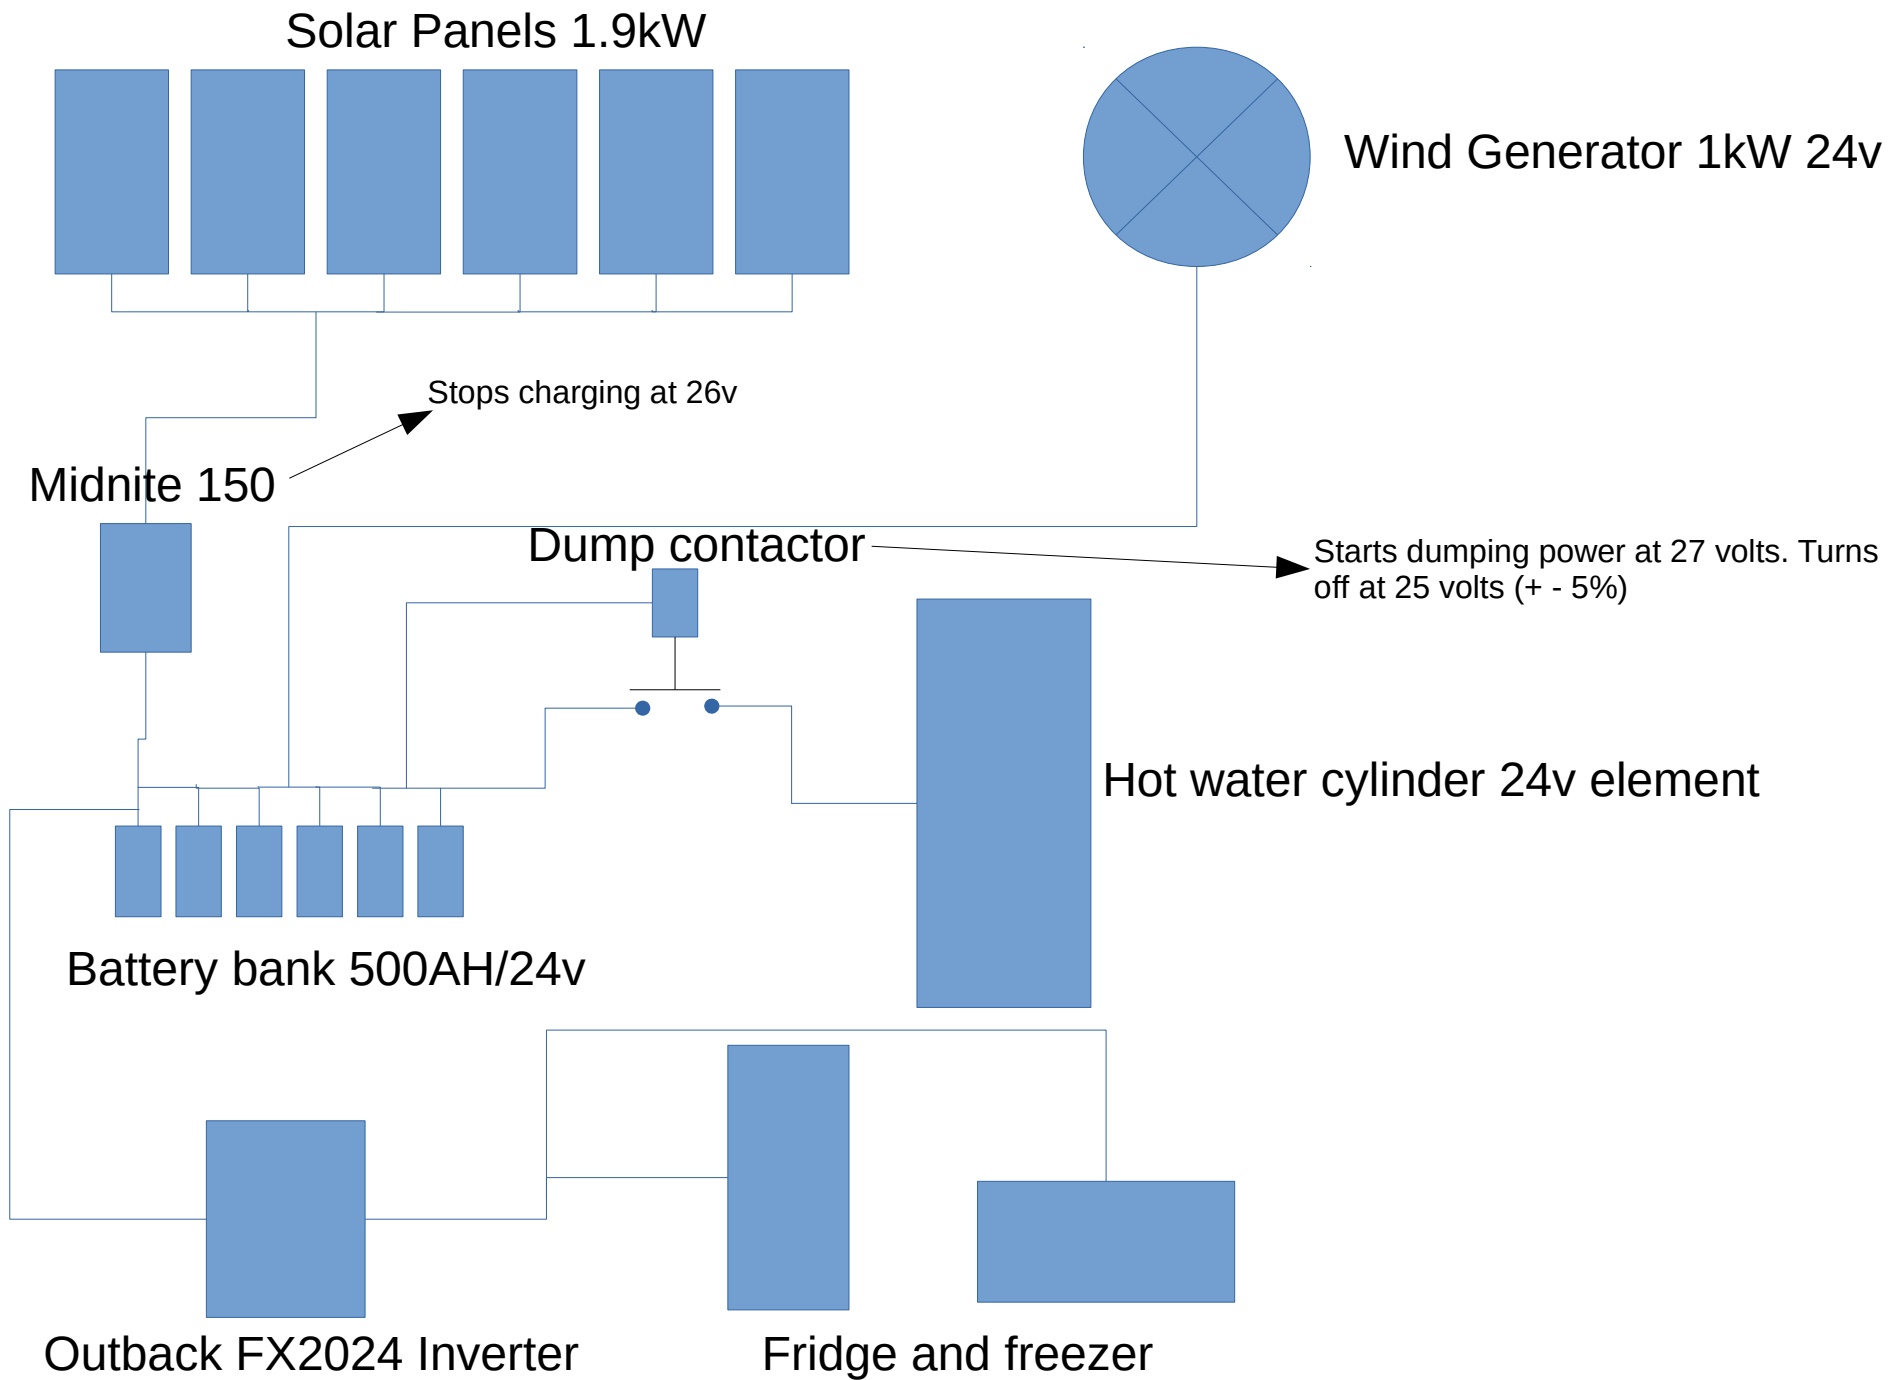 Solar Panels 1.9kW
Wind Generator 1kW 24v
Stops charging at 26v
Midnite 150
Dump contactor
Starts dumping power at 27 volts. Turns
off at 25 volts (+ - 5%)
Hot water cylinder 24v element
Battery bank 500AH/24v
Outback FX2024 Inverter
Fridge and freezer